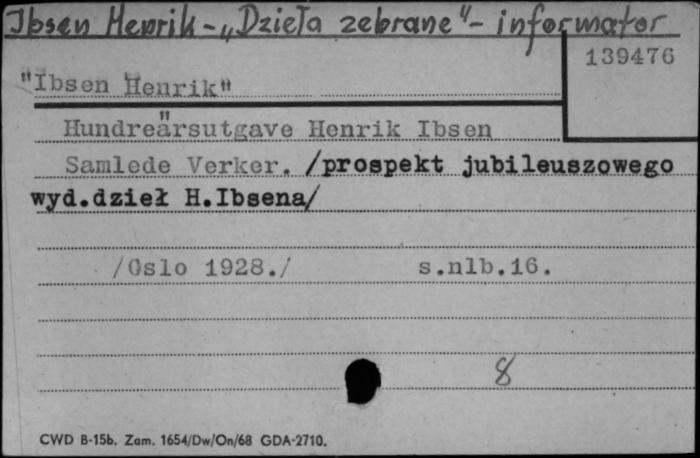 Ibsen Henrik - „Dzieła zebrane" - informator
139476
"Ibsen Henrik"
Hundreärsutgave Henrik Ibsen
Samlede Verker. /prospekt jubileuszowego
wyd.dzieł H.Ibsena/
/Oslo 1928./ s.nlb.16.
8
CWD B-15b. Zam. 1654/Dw/On/68 GDA-2710.